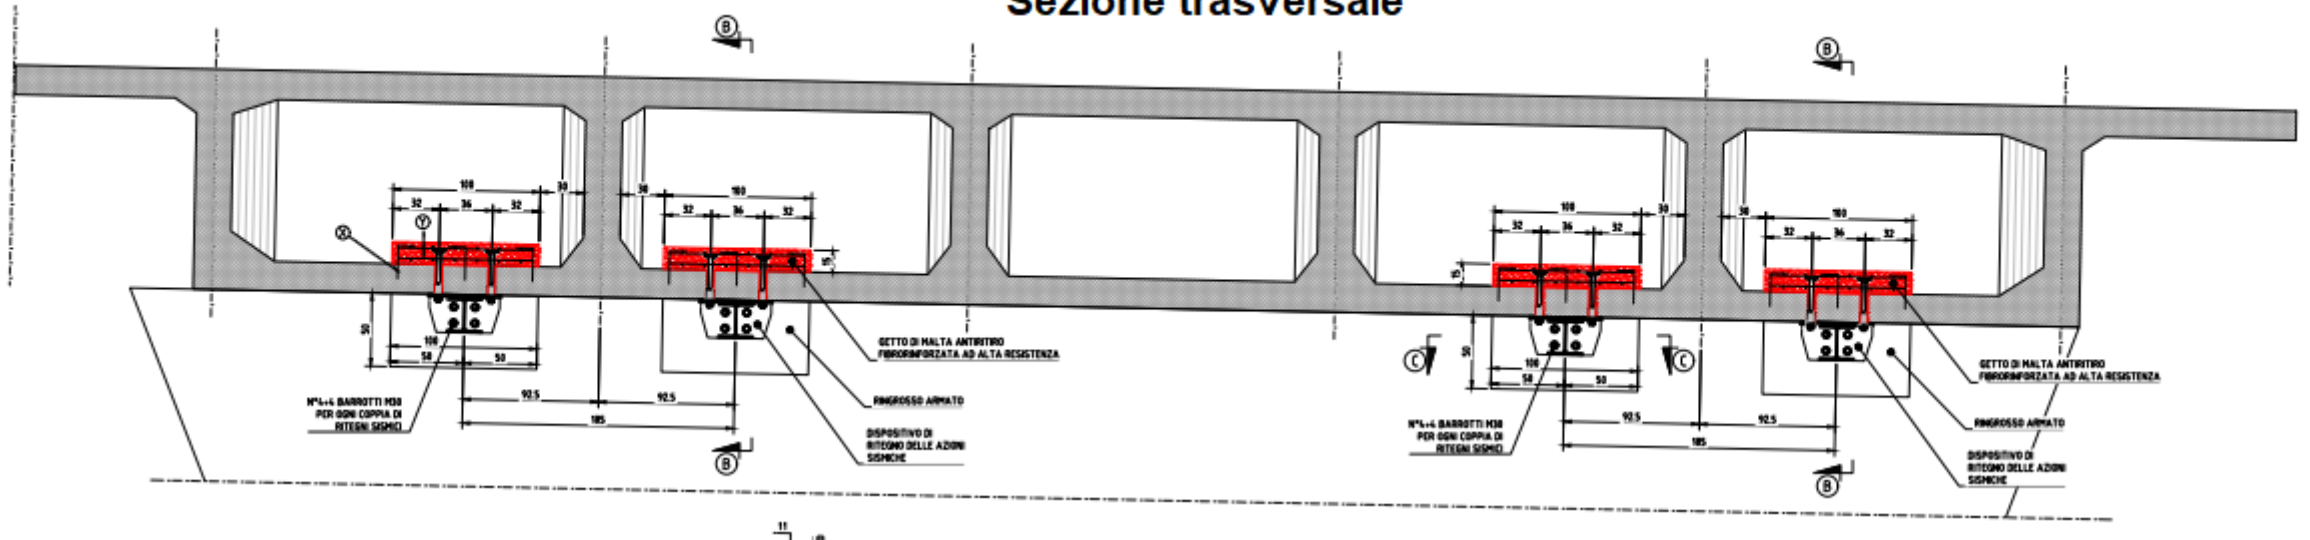 Sezione trasversale
B
B
100
30
32
36
32
Y
X
30
100
32
36
32
15
50
100
50
50
92.5
92.5
185
N°4+4 BARROTTI M30
PER OGNI COPPIA DI
RITEGNI SISMICI
GETTO DI MALTA ANTIRITIRO
FIBRORINFORZATA AD ALTA RESISTENZA
RINGROSSO ARMATO
DISPOSITIVO DI
RITEGNO DELLE AZIONI
SISMICHE
B
100
30
32
36
32
15
30
100
32
36
32
C
C
50
100
50
50
92.5
92.5
185
N°4+4 BARROTTI M30
PER OGNI COPPIA DI
RITEGNI SISMICI
GETTO DI MALTA ANTIRITIRO
FIBRORINFORZATA AD ALTA RESISTENZA
RINGROSSO ARMATO
DISPOSITIVO DI
RITEGNO DELLE AZIONI
SISMICHE
B
11